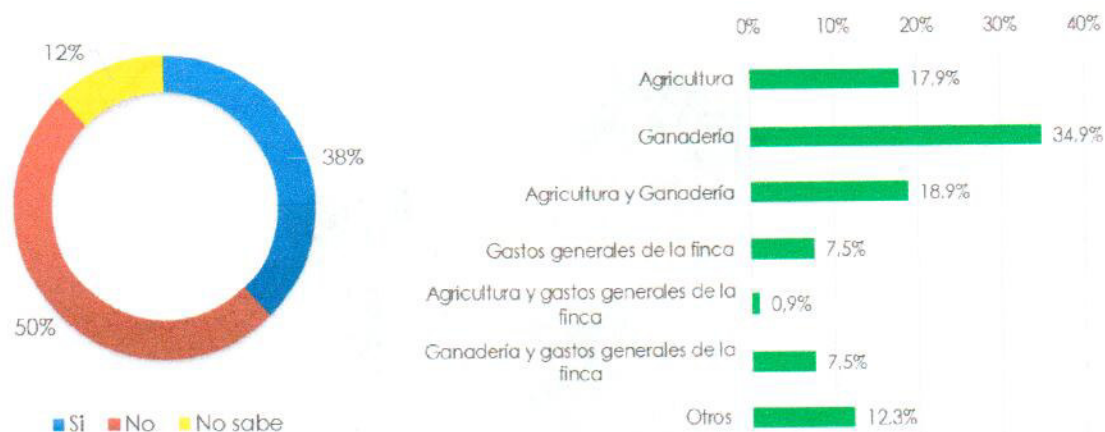 12%
38%
50%
Si No No sabe
0% 10% 20% 30% 40%
Agricultura 17,9%
Ganadería 34,9%
Agricultura y Ganadería 18,9%
Gastos generales de la finca 7,5%
Agricultura y gastos generales de la
finca 0,9%
Ganadería y gastos generales de la
finca 7,5%
Otros 12,3%